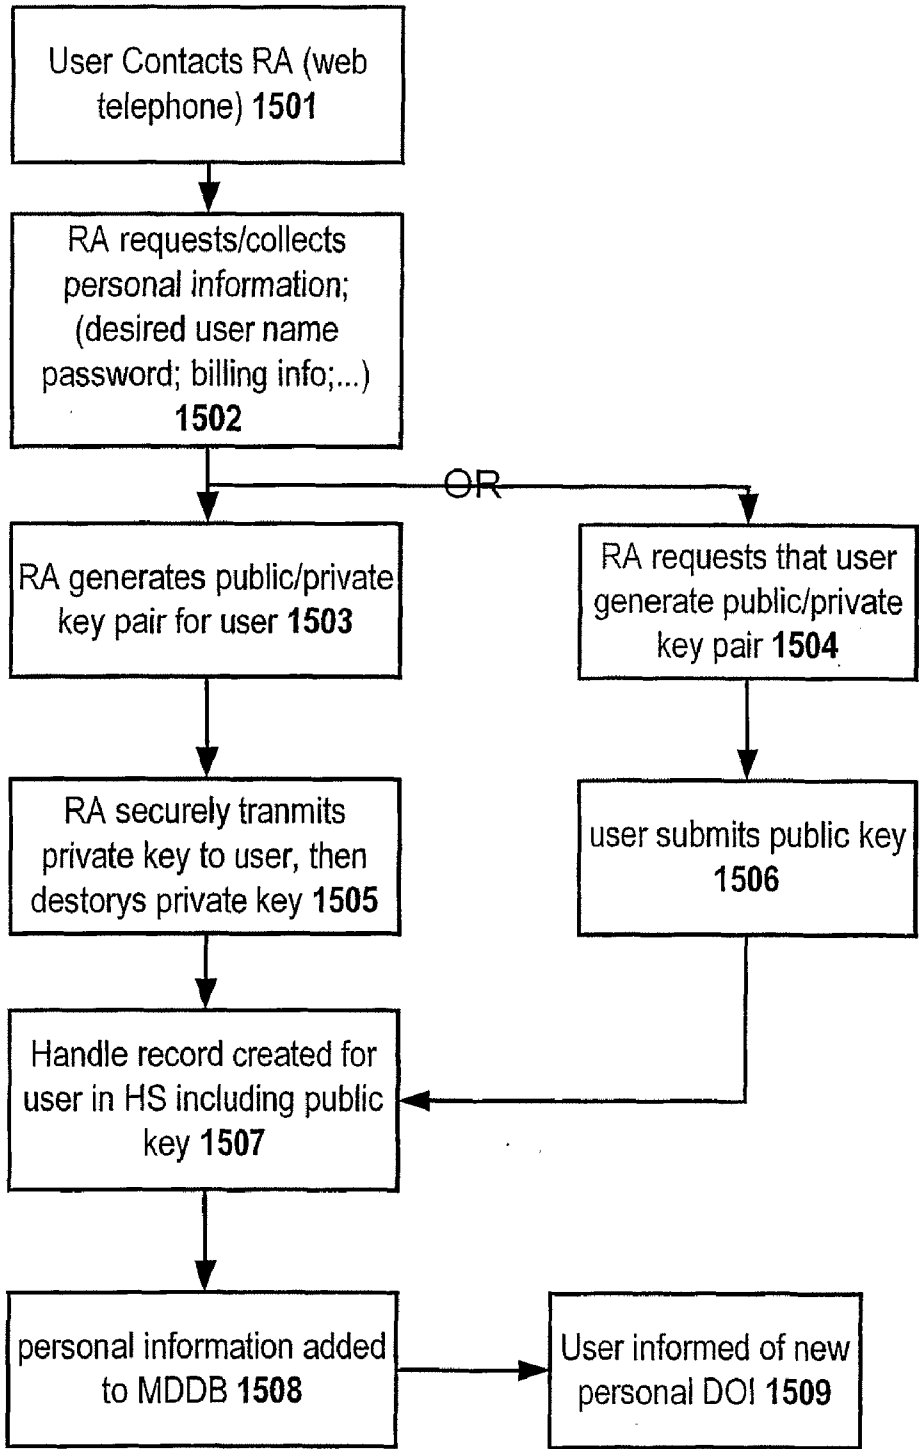 User Contacts RA (web
telephone) 1501
RA requests/collects
personal information;
(desired user name
password; billing info;...)
1502
OR
RA generates public/private
key pair for user 1503
RA requests that user
generate public/private
key pair 1504
RA securely tranmits
private key to user, then
destorys private key 1505
user submits public key
1506
Handle record created for
user in HS including public
key 1507
personal information added
to MDDB 1508
User informed of new
personal DOI 1509